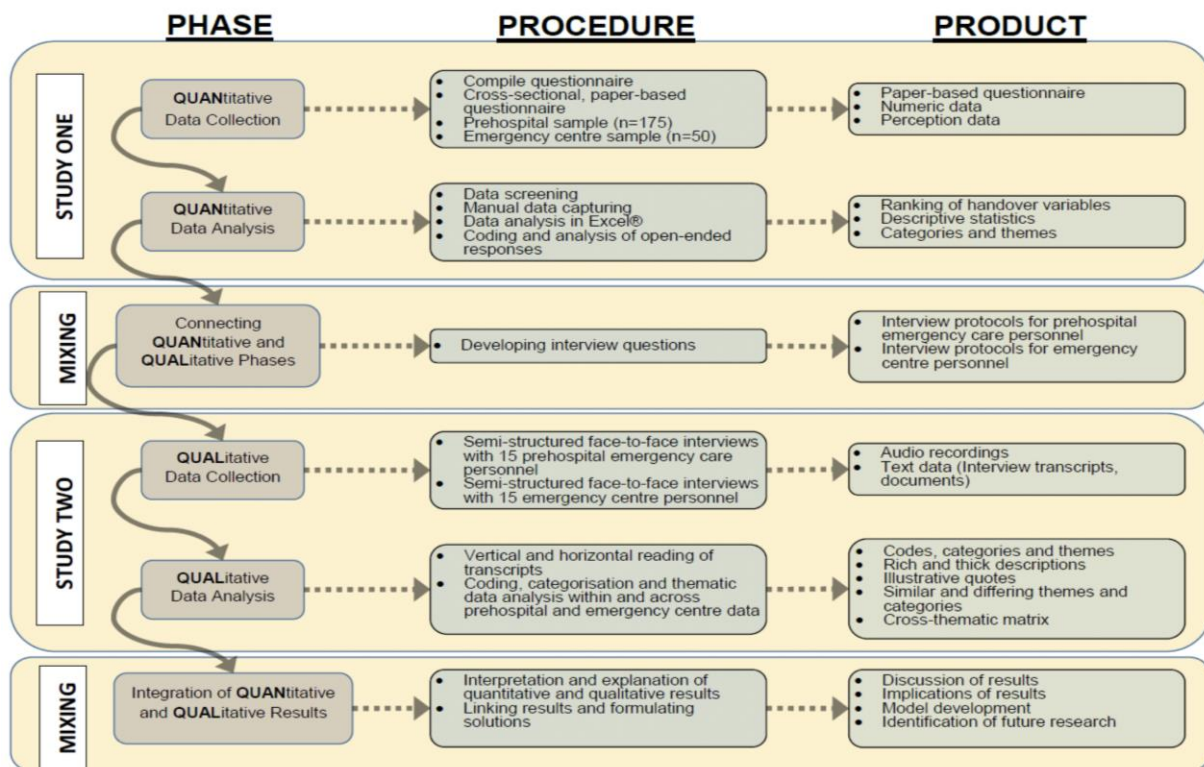 PHASE
PROCEDURE
PRODUCT
STUDY ONE
QUANtitative
Data Collection
• Compile questionnaire
• Cross-sectional, paper-based
questionnaire
• Prehospital sample (n=175)
• Emergency centre sample (n=50)
• Paper-based questionnaire
• Numeric data
• Perception data
QUANtitative
Data Analysis
• Data screening
• Manual data capturing
• Data analysis in Excel®
• Coding and analysis of open-ended
responses
• Ranking of handover variables
• Descriptive statistics
• Categories and themes
MIXING
Connecting
QUANtitative and
QUALitative Phases
• Developing interview questions
• Interview protocols for prehospital
emergency care personnel
• Interview protocols for emergency
centre personnel
STUDY TWO
QUALitative
Data Collection
• Semi-structured face-to-face interviews
with 15 prehospital emergency care
personnel
• Semi-structured face-to-face interviews
with 15 emergency centre personnel
• Audio recordings
• Text data (Interview transcripts,
documents)
QUALitative
Data Analysis
• Vertical and horizontal reading of
transcripts
• Coding, categorisation and thematic
data analysis within and across
prehospital and emergency centre data
• Codes, categories and themes
• Rich and thick descriptions
• Illustrative quotes
• Similar and differing themes and
categories
• Cross-thematic matrix
MIXING
Integration of QUANtitative
and QUALitative Results
• Interpretation and explanation of
quantitative and qualitative results
• Linking results and formulating
solutions
• Discussion of results
• Implications of results
• Model development
• Identification of future research